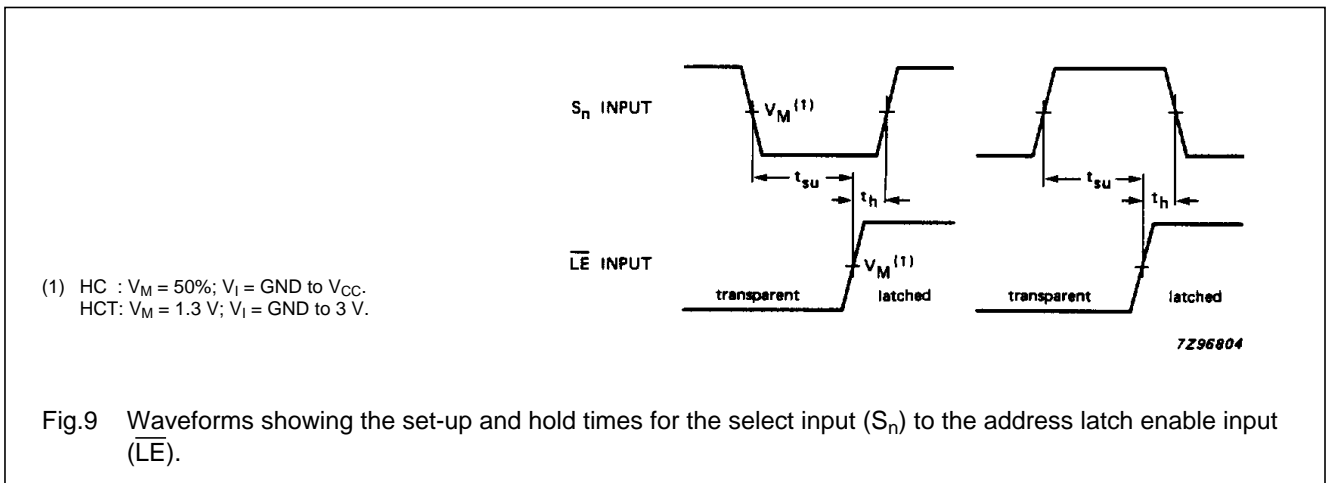 Sn INPUT
VM(1)
tsu
th
tsu
th
LE INPUT
VM(1)
transparent
latched
transparent
latched
7Z96804
(1) HC : VM = 50%; VI = GND to VCC.
HCT: VM = 1.3 V; VI = GND to 3 V.
Fig.9 Waveforms showing the set-up and hold times for the select input (Sn) to the address latch enable input
(LE).